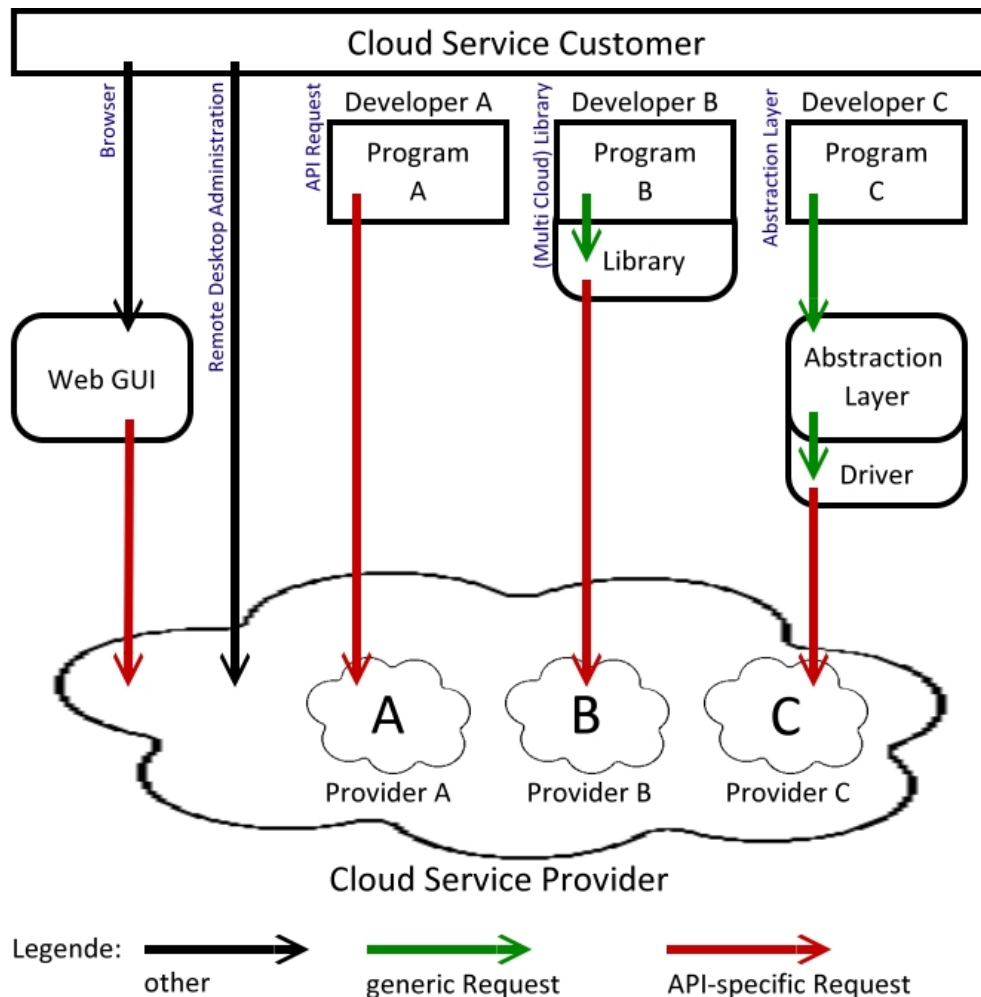 Cloud Service Customer
Browser
Remote Desktop Administration
API Request
Developer A
Program
A
(Multi Cloud) Library
Developer B
Program
B
Library
Abstraction Layer
Developer C
Program
C
Web GUI
Abstraction
Layer
Driver
A
B
C
Provider A
Provider B
Provider C
Cloud Service Provider
Legende:
other
generic Request
API-specific Request